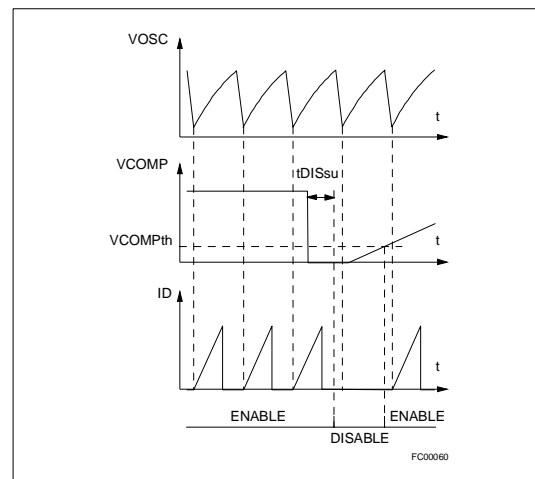 VOSC
t
VCOMP
tDISsu
VCOMPth
t
ID
t
ENABLE
ENABLE
DISABLE
FC00060